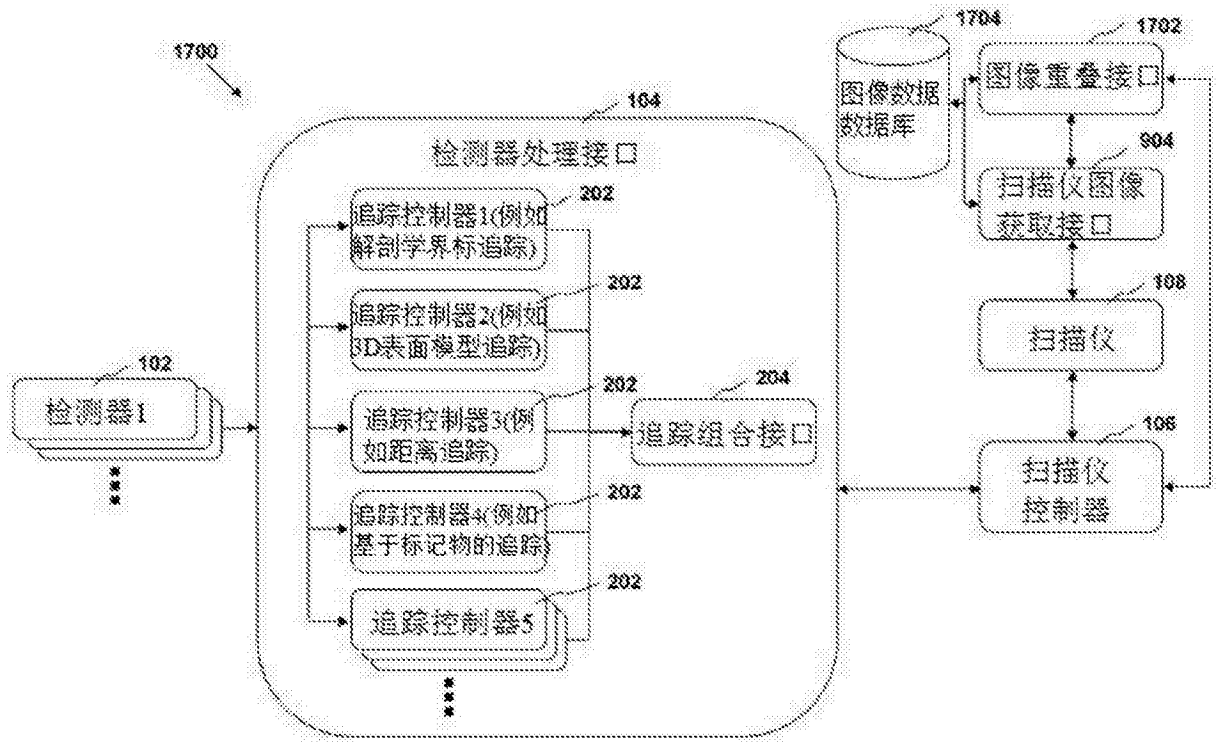 1700
104
检测器处理接口
202
追踪控制器1(例如
解剖学界标追踪)
202
追踪控制器2(例如
3D表面模型追踪)
202
追踪控制器3(例
如距离追踪)
202
追踪控制器4(例如
基于标记物的追踪)
202
追踪控制器5
102
检测器1
204
追踪组合接口
1704
图像数据
数据库
1702
图像重叠接口
904
扫描仪图像
获取接口
108
扫描仪
106
扫描仪
控制器